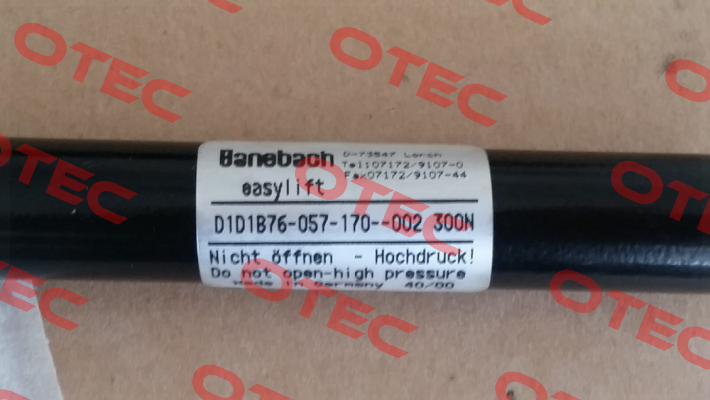 Banebach
D-73547 Lorch
Tel:07172/9107-0
Fax07172/9107-44
easylift
D1D1B76-057-170--002 300N
Nicht öffnen - Hochdruck!
Do not open-high pressure
Made in Germany 40/00
OTEC
OTEC
OTEC
OTEC
OTEC
OTEC
OTEC
OTEC